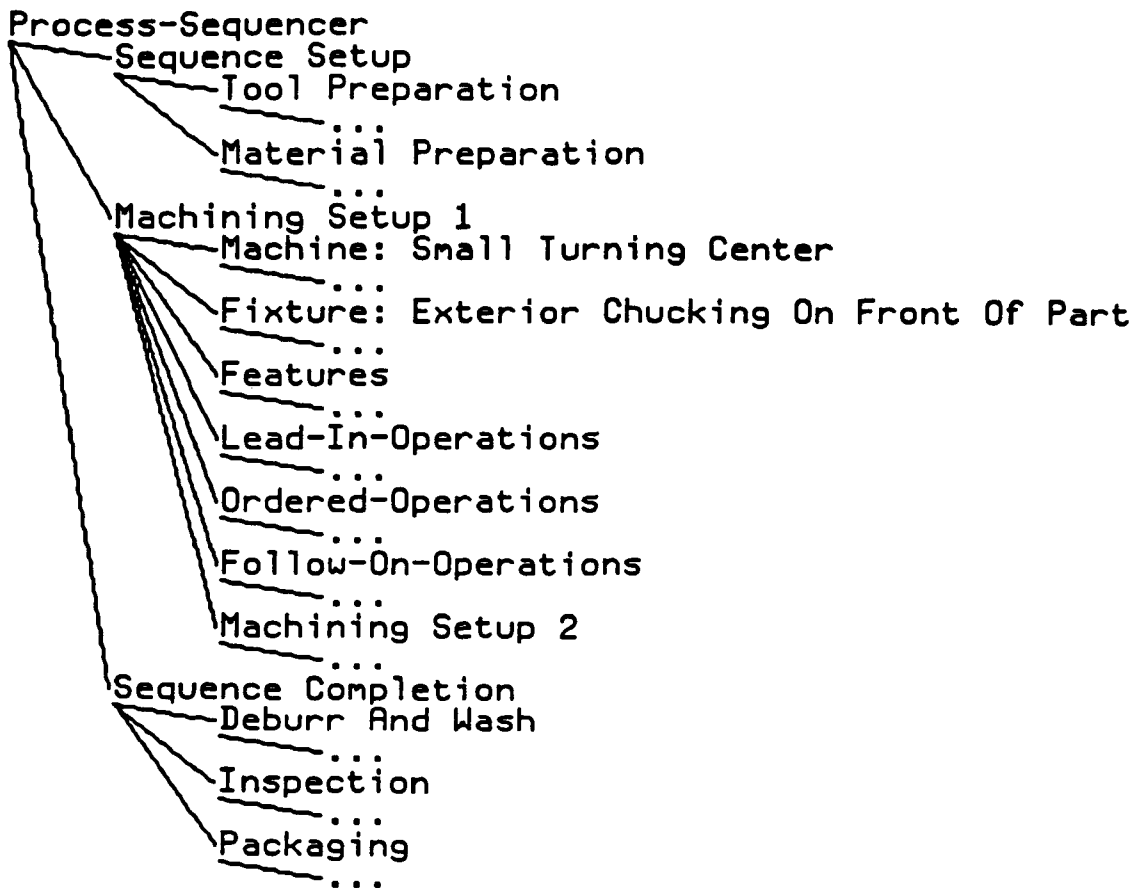 Process-Sequencer
Sequence Setup
Tool Preparation
...
Material Preparation
...
Machining Setup 1
Machine: Small Turning Center
...
Fixture: Exterior Chucking On Front Of Part
...
Features
...
Lead-In-Operations
...
Ordered-Operations
...
Follow-On-Operations
...
Machining Setup 2
...
Sequence Completion
Deburr And Wash
...
Inspection
...
Packaging
...